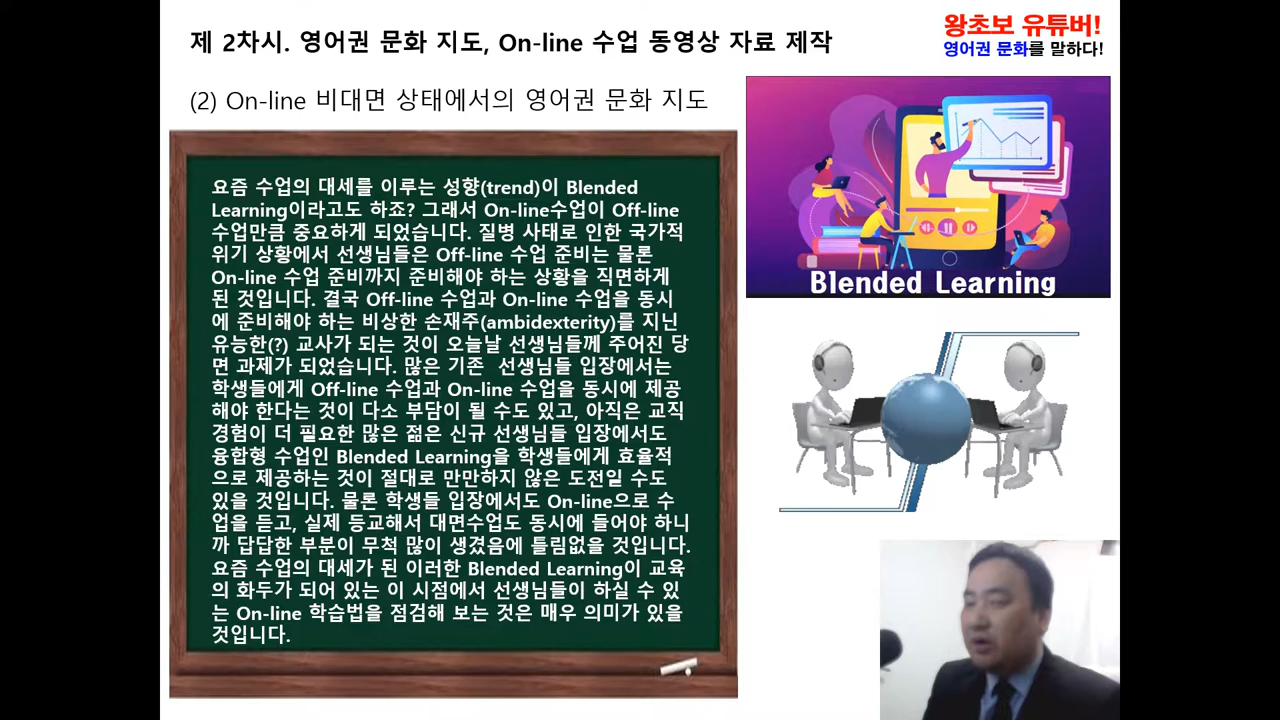 제 2차시. 영어권 문화 지도, On-line 수업 동영상 자료 제작
왕초보 유튜버!
영어권 문화를 말하다!
(2) On-line 비대면 상태에서의 영어권 문화 지도
요즘 수업의 대세를 이루는 성향(trend)이 Blended
Learning이라고도 하죠? 그래서 On-line수업이 Off-line
수업만큼 중요하게 되었습니다. 질병 사태로 인한 국가적
위기 상황에서 선생님들은 Off-line 수업 준비는 물론
On-line 수업 준비까지 준비해야 하는 상황을 직면하게
된 것입니다. 결국 Off-line 수업과 On-line 수업을 동시
에 준비해야 하는 비상한 손재주(ambidexterity)를 지닌
유능한(?) 교사가 되는 것이 오늘날 선생님들께 주어진 당
면 과제가 되었습니다. 많은 기존 선생님들 입장에서는
학생들에게 Off-line 수업과 On-line 수업을 동시에 제공
해야 한다는 것이 다소 부담이 될 수도 있고, 아직은 교직
경험이 더 필요한 많은 젊은 신규 선생님들 입장에서도
융합형 수업인 Blended Learning을 학생들에게 효율적
으로 제공하는 것이 절대로 만만하지 않은 도전일 수도
있을 것입니다. 물론 학생들 입장에서도 On-line으로 수
업을 듣고, 실제 등교해서 대면수업도 동시에 들어야 하니
까 답답한 부분이 무척 많이 생겼음에 틀림없을 것입니다.
요즘 수업의 대세가 된 이러한 Blended Learning이 교육
의 화두가 되어 있는 이 시점에서 선생님들이 하실 수 있
는 On-line 학습법을 점검해 보는 것은 매우 의미가 있을
것입니다.
Blended Learning